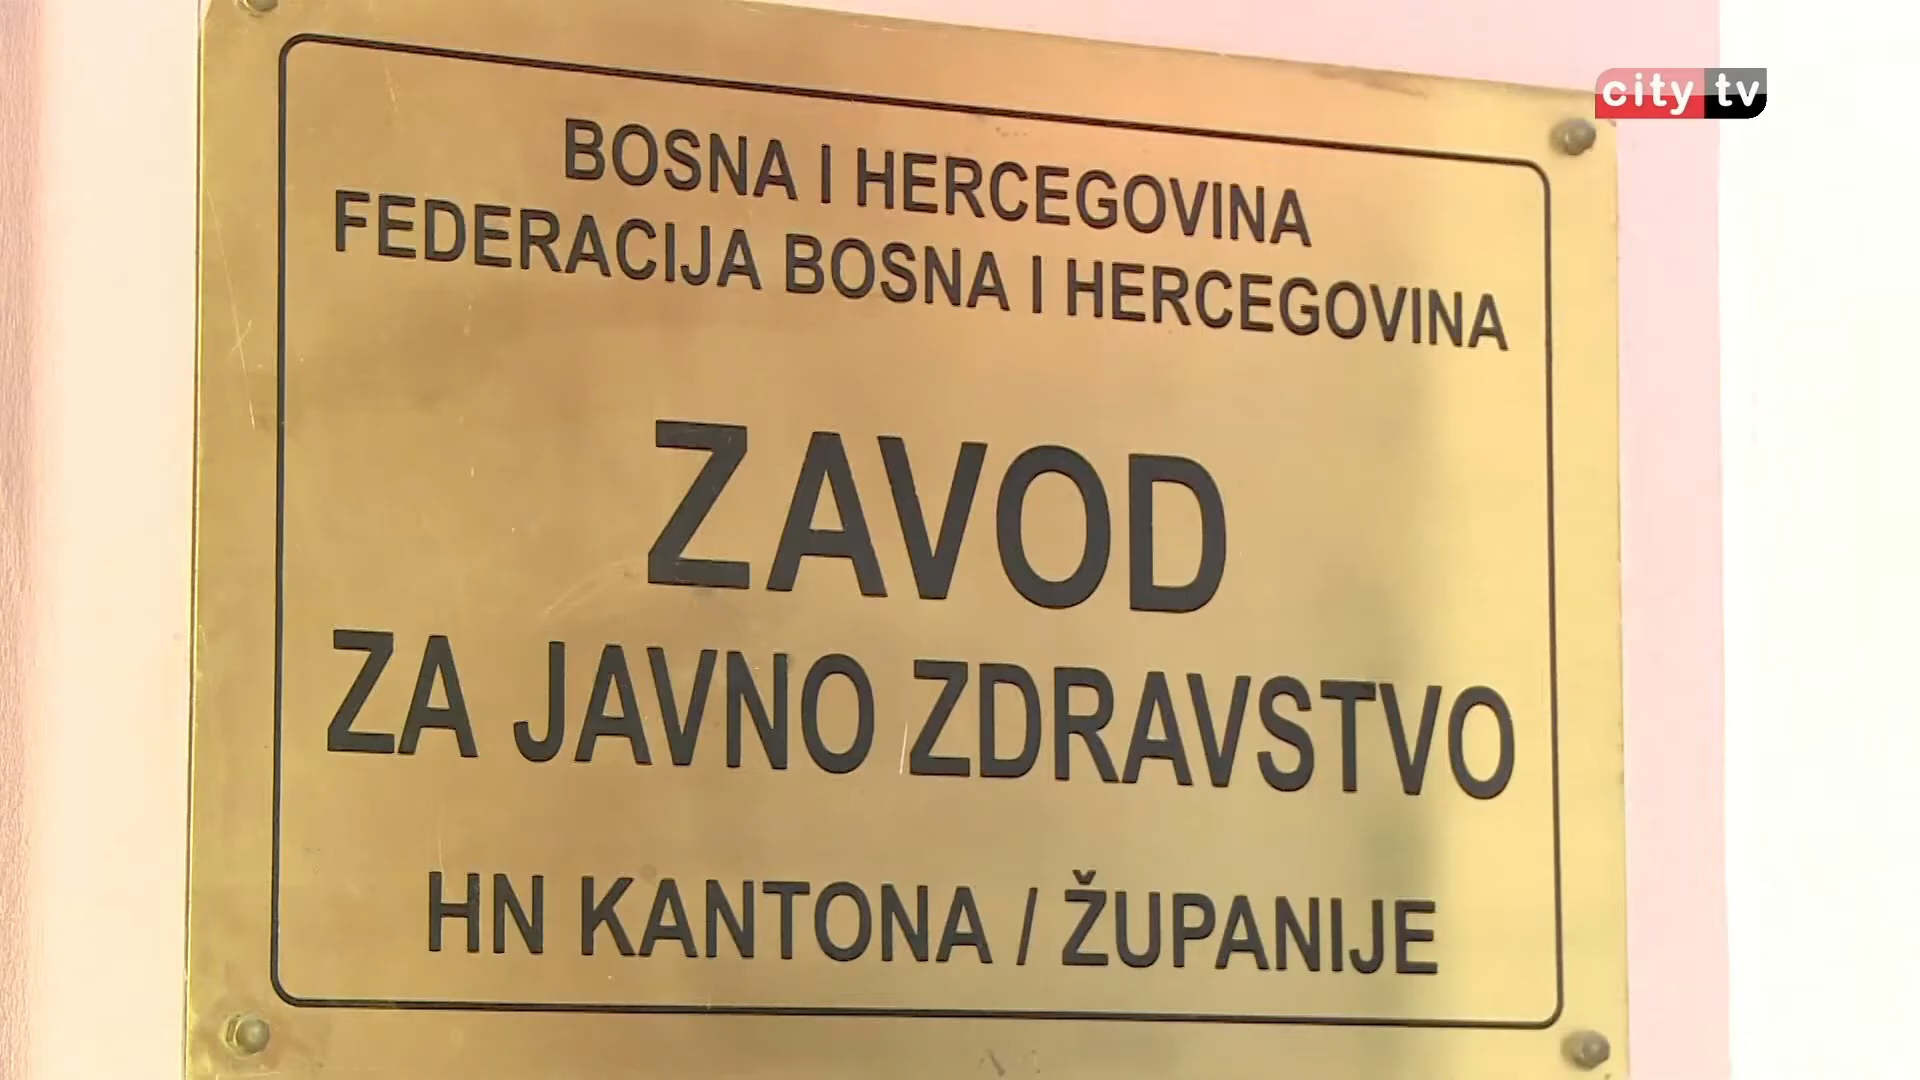 city tv
BOSNA I HERCEGOVINA
FEDERACIJA BOSNA I HERCEGOVINA
ZAVOD
ZA JAVNO ZDRAVSTVO
HN KANTONA / ŽUPANIJE